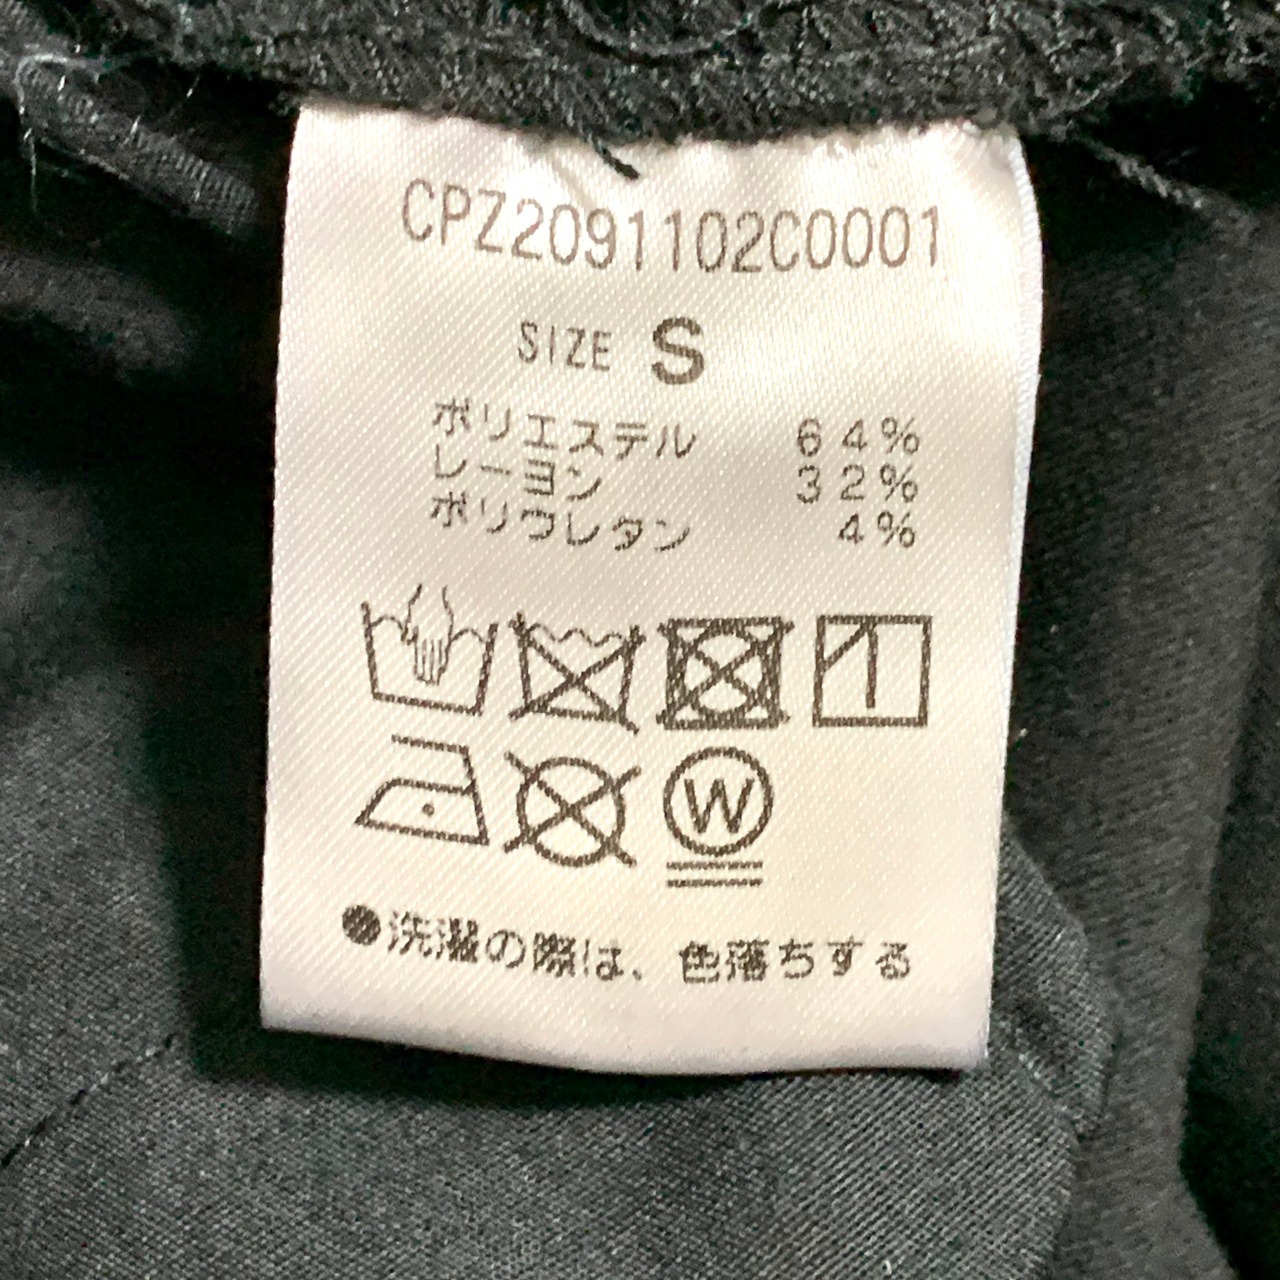 CPZ2091102C0001
SIZE S
ポリエステル 64%
レーヨン 32%
ポリウレタン 4%
W
●洗濯の際は、色落ちする